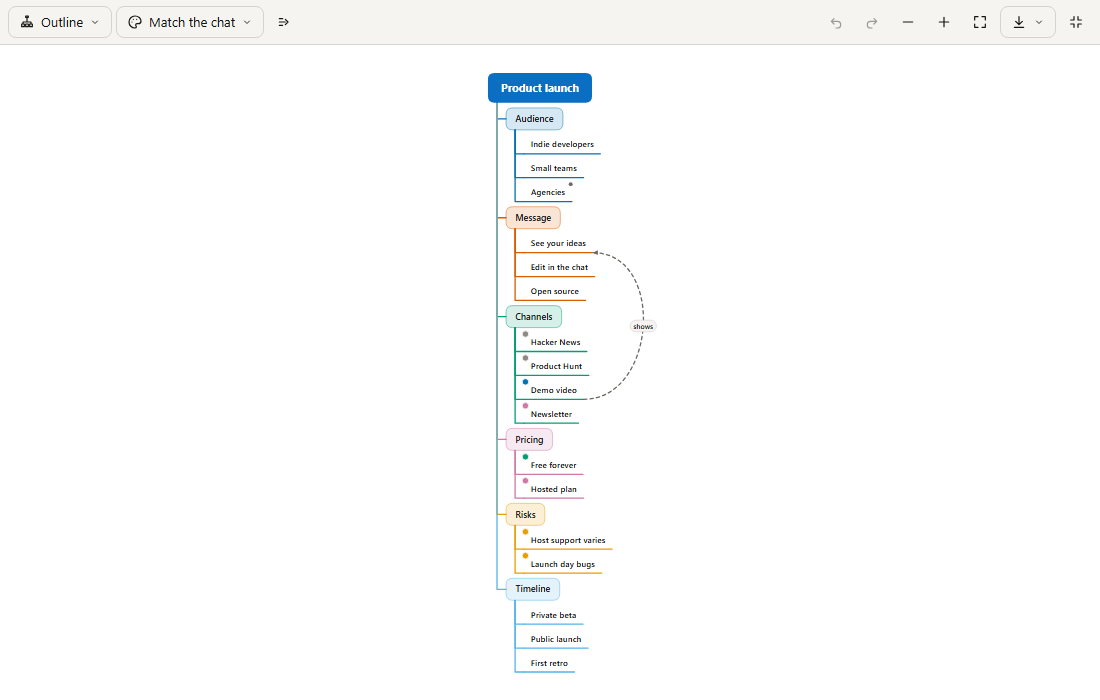 Outline
Match the chat
Product launch
Audience
Indie developers
Small teams
Agencies
Message
See your ideas
Edit in the chat
Open source
shows
Channels
Hacker News
Product Hunt
Demo video
Newsletter
Pricing
Free forever
Hosted plan
Risks
Host support varies
Launch day bugs
Timeline
Private beta
Public launch
First retro